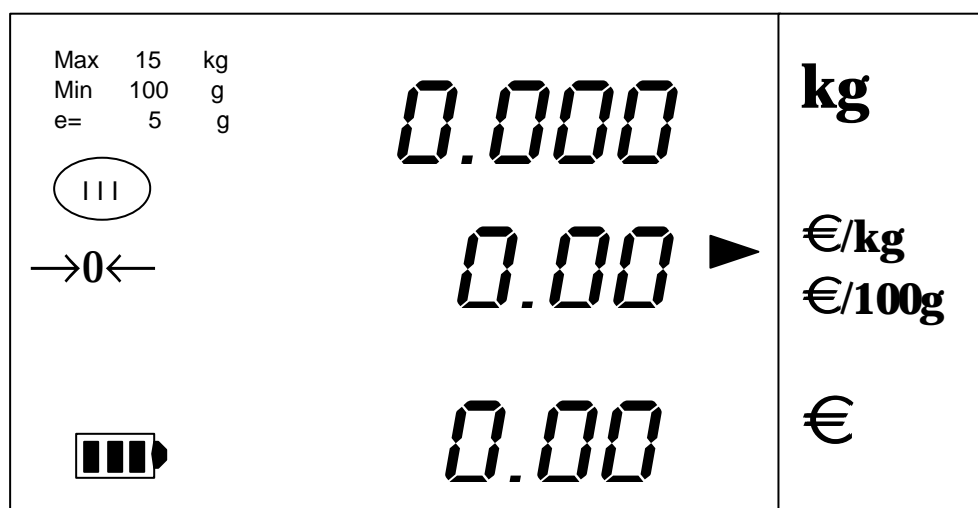 Max 15 kg
Min 100 g
e= 5 g
III
→0←
0.000 kg
0.00 €/kg
€/100g
0.00 €